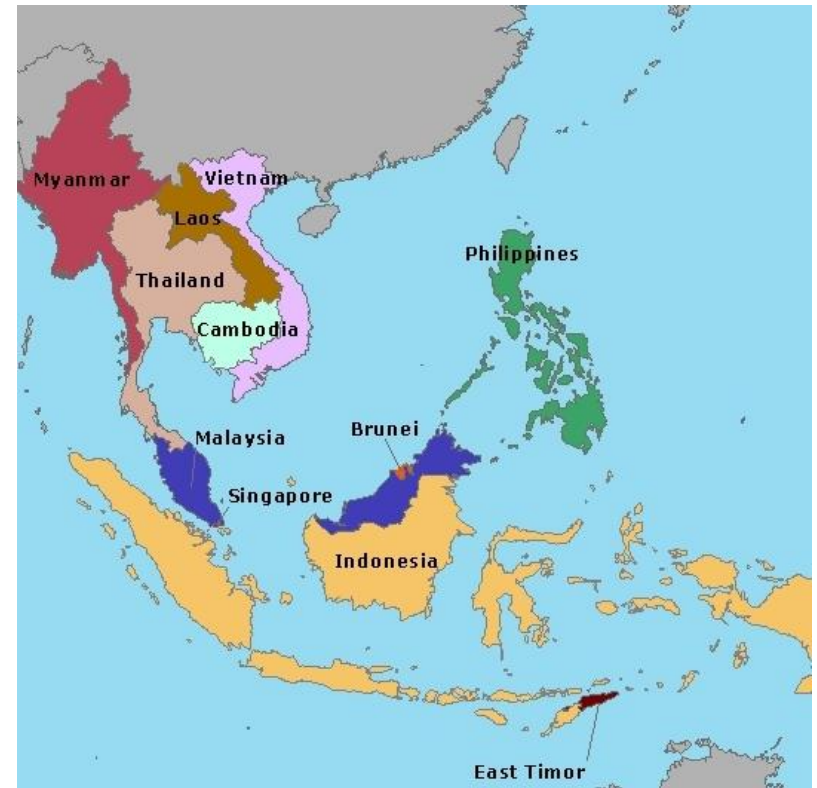 Myanmar
Vietnam
Laos
Philippines
Thailand
Cambodia
Brunei
Malaysia
Singapore
Indonesia
East Timor